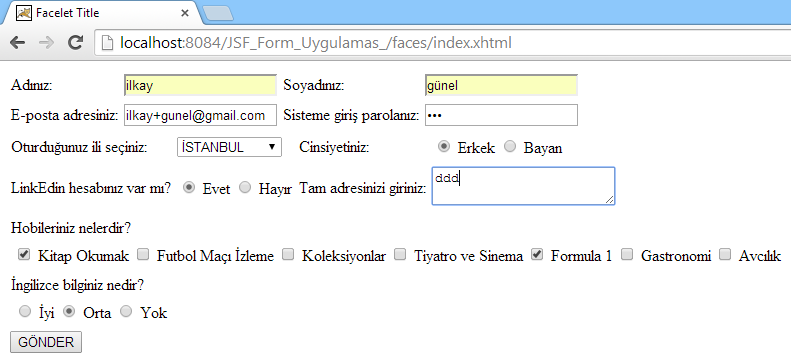 Facelet Title
localhost:8084/JSF_Form_Uygulamas_/faces/index.xhtml
Adınız: ilkay Soyadınız: günel
E-posta adresiniz: ilkay+gunel@gmail.com Sisteme giriş parolanız: •••
Oturduğunuz ili seçiniz: İSTANBUL Cinsiyetiniz: Erkek Bayan
LinkEdin hesabınız var mı? Evet Hayır Tam adresinizi giriniz: ddd
Hobileriniz nelerdir?
Kitap Okumak Futbol Maçı İzleme Koleksiyonlar Tiyatro ve Sinema Formula 1 Gastronomi Avcılık
İngilizce bilginiz nedir?
İyi Orta Yok
GÖNDER